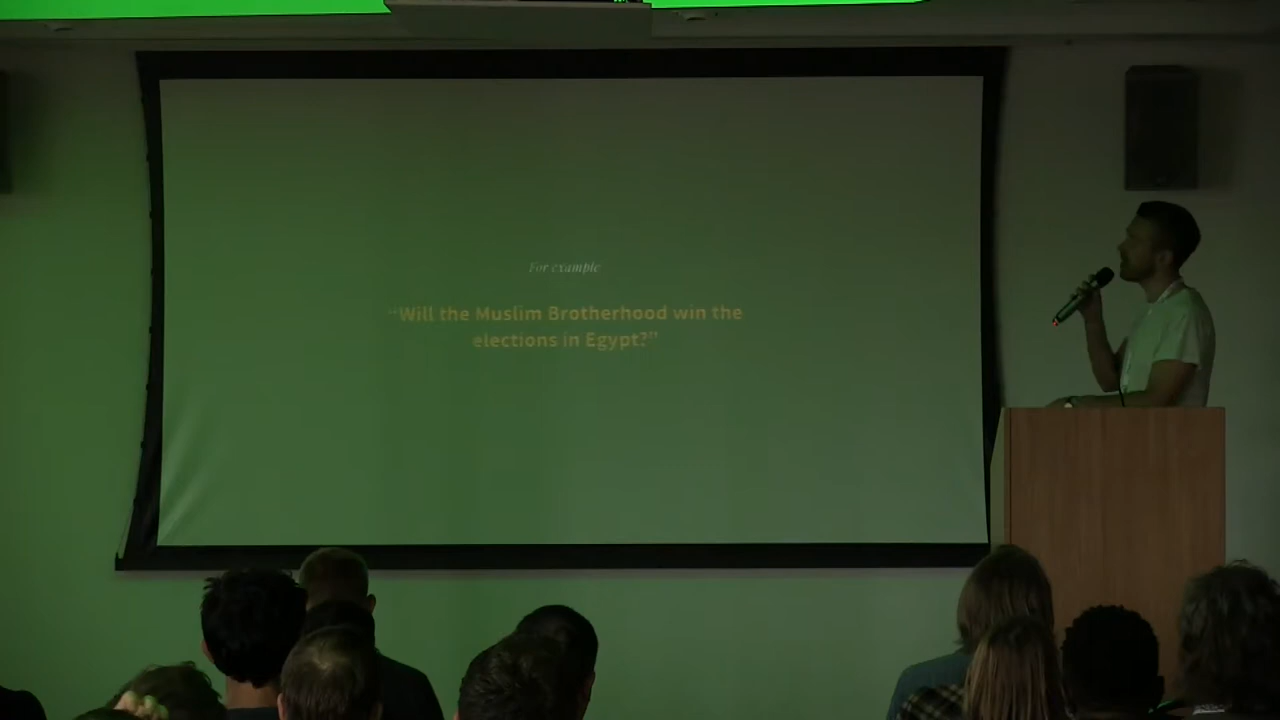 For example
“Will the Muslim Brotherhood win the
elections in Egypt?”